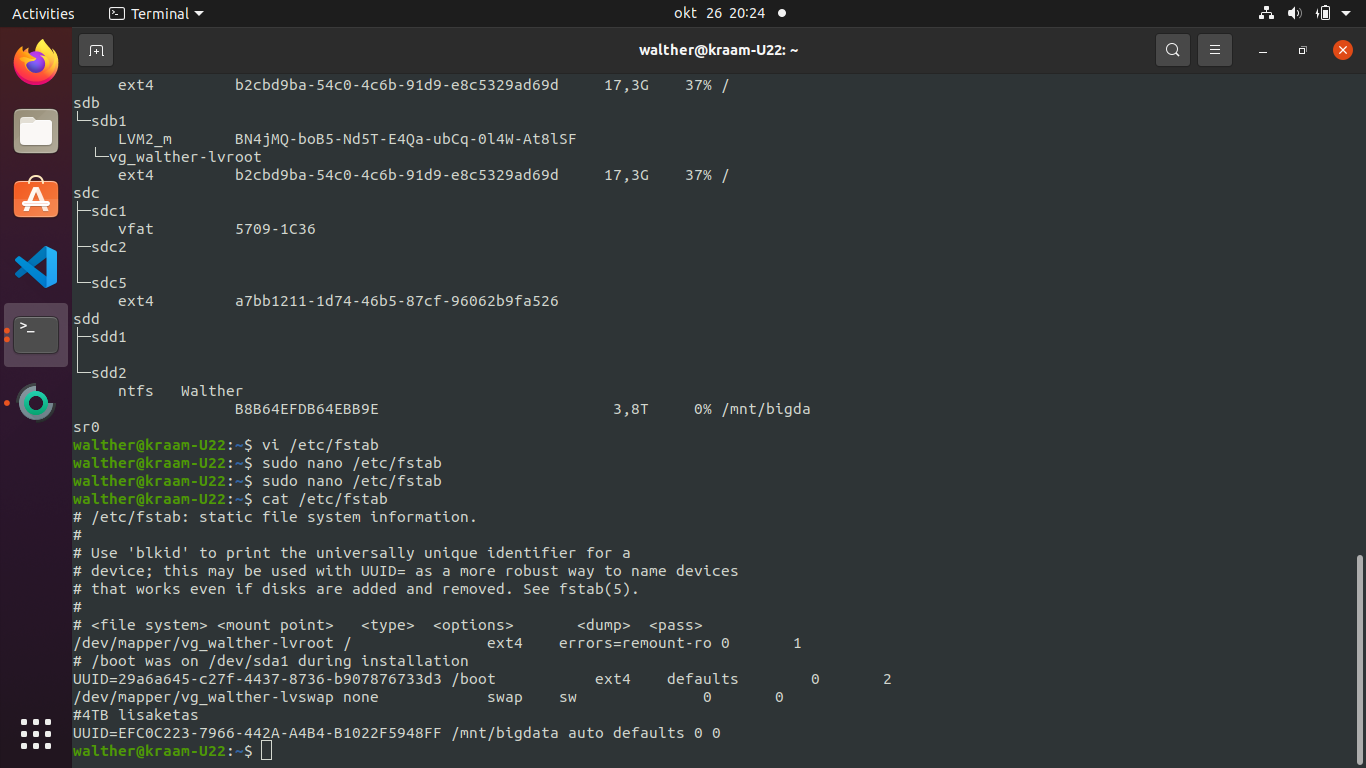 Activities Terminal okt 26 20:24
walther@kraam-U22: ~
ext4 b2cbd9ba-54c0-4c6b-91d9-e8c5329ad69d 17,3G 37% /
sdb
└─sdb1
LVM2_m BN4jMQ-boB5-Nd5T-E4Qa-ubCq-0l4W-At8lSF
└─vg_walther-lvroot
ext4 b2cbd9ba-54c0-4c6b-91d9-e8c5329ad69d 17,3G 37% /
sdc
├─sdc1
vfat 5709-1C36
├─sdc2
└─sdc5
ext4 a7bb1211-1d74-46b5-87cf-96062b9fa526
sdd
├─sdd1
└─sdd2
ntfs Walther
B8B64EFDB64EBB9E 3,8T 0% /mnt/bigda
sr0
walther@kraam-U22:~$ vi /etc/fstab
walther@kraam-U22:~$ sudo nano /etc/fstab
walther@kraam-U22:~$ sudo nano /etc/fstab
walther@kraam-U22:~$ cat /etc/fstab
# /etc/fstab: static file system information.
#
# Use 'blkid' to print the universally unique identifier for a
# device; this may be used with UUID= as a more robust way to name devices
# that works even if disks are added and removed. See fstab(5).
#
# <file system> <mount point> <type> <options> <dump> <pass>
/dev/mapper/vg_walther-lvroot / ext4 errors=remount-ro 0 1
# /boot was on /dev/sda1 during installation
UUID=29a6a645-c27f-4437-8736-b907876733d3 /boot ext4 defaults 0 2
/dev/mapper/vg_walther-lvswap none swap sw 0 0
#4TB lisaketas
UUID=EFC0C223-7966-442A-A4B4-B1022F5948FF /mnt/bigdata auto defaults 0 0
walther@kraam-U22:~$